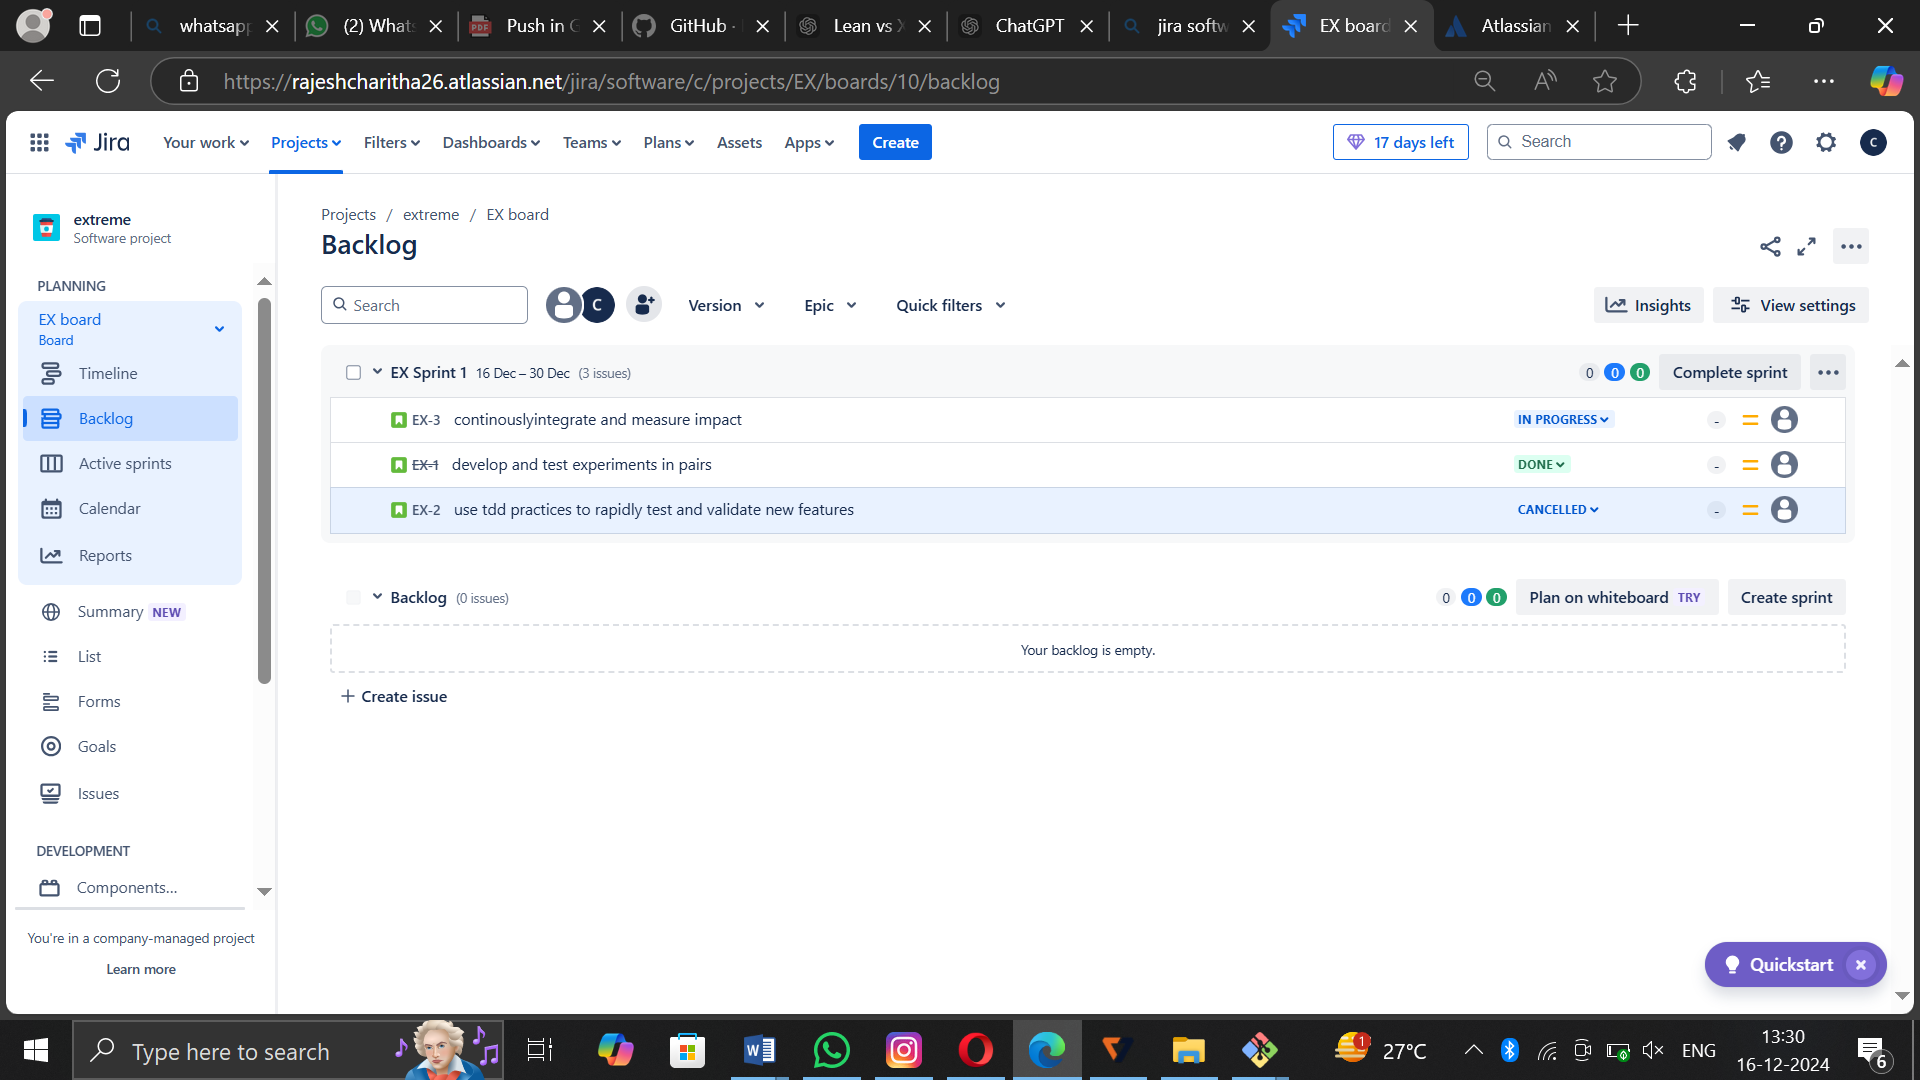 whatsapp
(2) Whats
Push in G
GitHub ·
Lean vs X
ChatGPT
jira softw
EX board
Atlassian
https://rajeshcharitha26.atlassian.net/jira/software/c/projects/EX/boards/10/backlog
Jira
Your work
Projects
Filters
Dashboards
Teams
Plans
Assets
Apps
Create
17 days left
Search
C
extreme
Software project
PLANNING
EX board
Board
Timeline
Backlog
Active sprints
Calendar
Reports
Summary NEW
List
Forms
Goals
Issues
DEVELOPMENT
Components...
You're in a company-managed project
Learn more
Projects / extreme / EX board
Backlog
Search
C
Version
Epic
Quick filters
Insights
View settings
EX Sprint 1 16 Dec – 30 Dec (3 issues)
0 0 0 Complete sprint
EX-3 continouslyintegrate and measure impact IN PROGRESS -
EX-1 develop and test experiments in pairs DONE -
EX-2 use tdd practices to rapidly test and validate new features CANCELLED -
Backlog (0 issues)
0 0 0 Plan on whiteboard TRY Create sprint
Your backlog is empty.
+ Create issue
Quickstart
Type here to search
1
27°C
ENG
13:30
16-12-2024
6